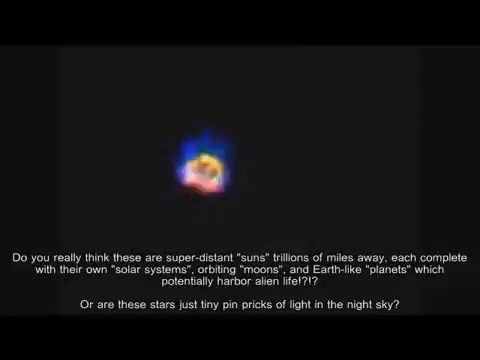 Do you really think these are super-distant "suns" trillions of miles away, each complete
with their own "solar systems", orbiting "moons", and Earth-like "planets" which
potentially harbor alien life!?!?
Or are these stars just tiny pin pricks of light in the night sky?